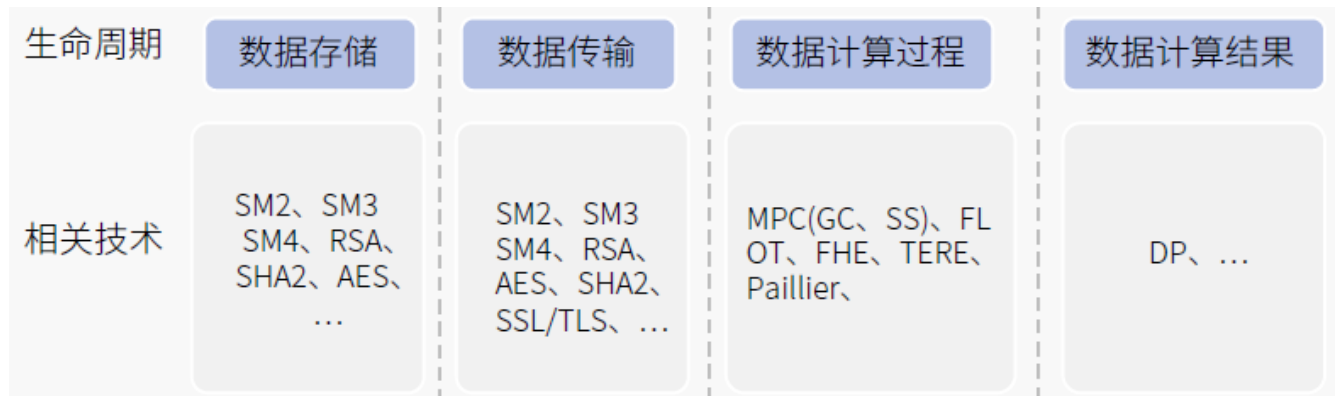 生命周期
数据存储
数据传输
数据计算过程
数据计算结果
相关技术
SM2、SM3
SM4、RSA、
SHA2、AES、
…
SM2、SM3
SM4、RSA、
AES、SHA2、
SSL/TLS、…
MPC(GC、SS)、FL
OT、FHE、TERE、
Paillier、
DP、…